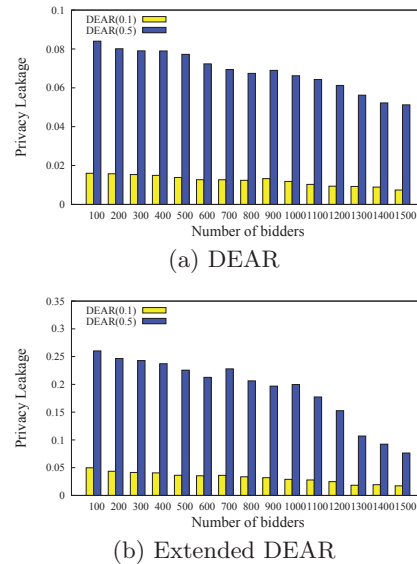 DEAR(0.1)
DEAR(0.5)
Privacy Leakage
0.1
0.08
0.06
0.04
0.02
0
100 200 300 400 500 600 700 800 900 1000 1100 1200 1300 1400 1500
Number of bidders
(a) DEAR
DEAR(0.1)
DEAR(0.5)
Privacy Leakage
0.35
0.3
0.25
0.2
0.15
0.1
0.05
0
100 200 300 400 500 600 700 800 900 1000 1100 1200 1300 1400 1500
Number of bidders
(b) Extended DEAR